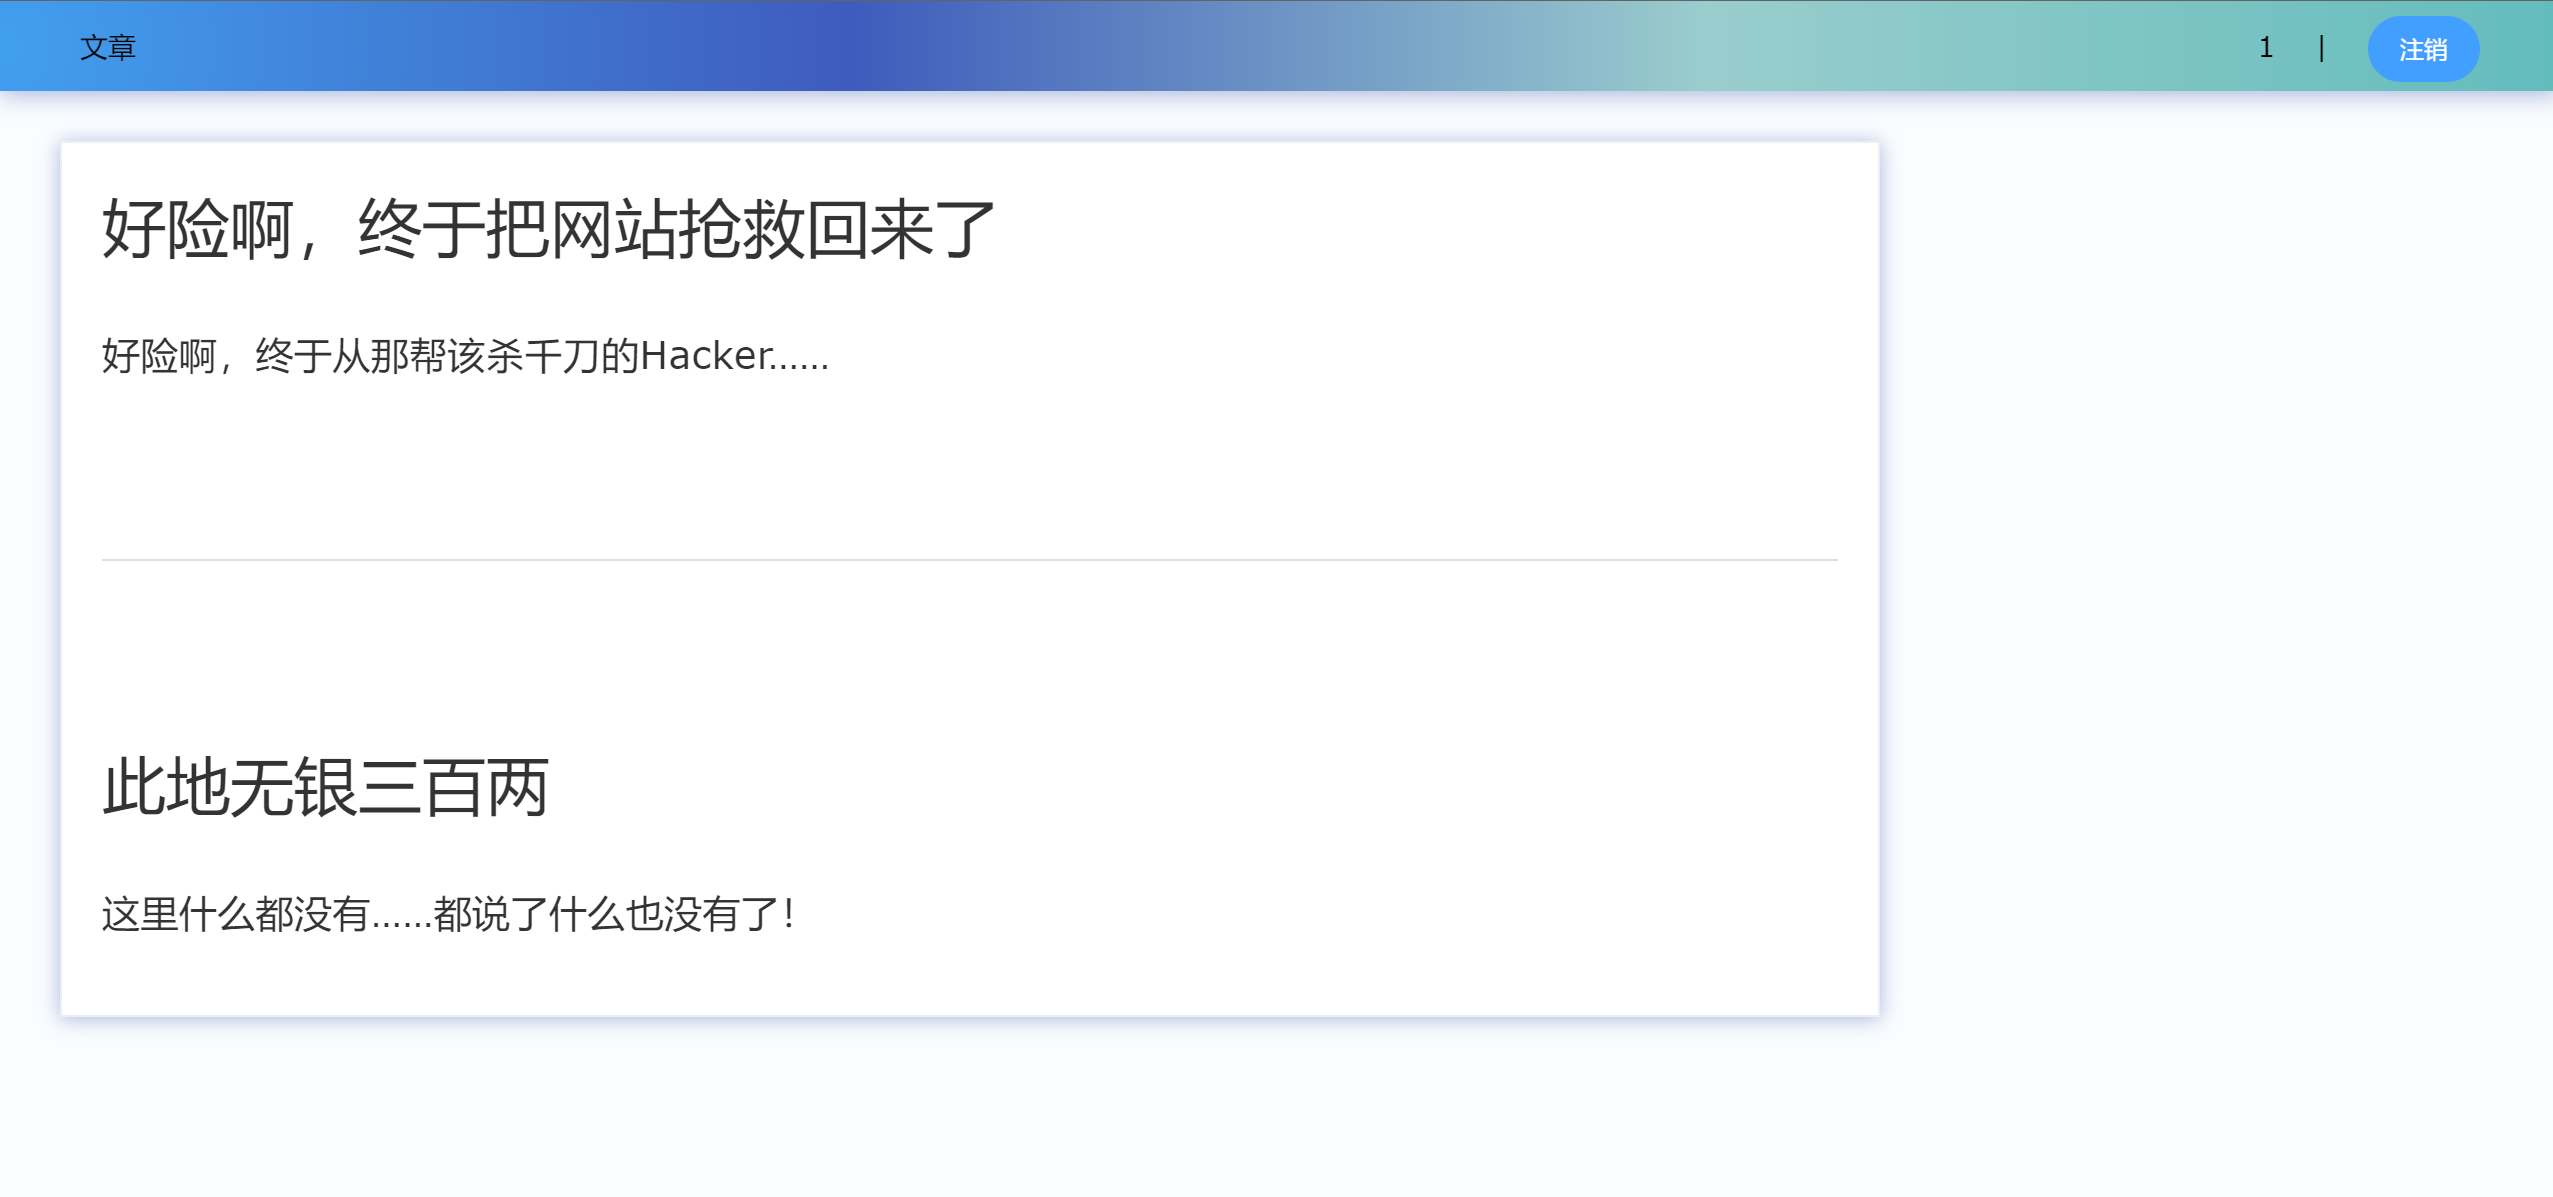 文章
1 | 注销
好险啊，终于把网站抢救回来了
好险啊，终于从那帮该杀千刀的Hacker......
此地无银三百两
这里什么都没有......都说了什么也没有了！